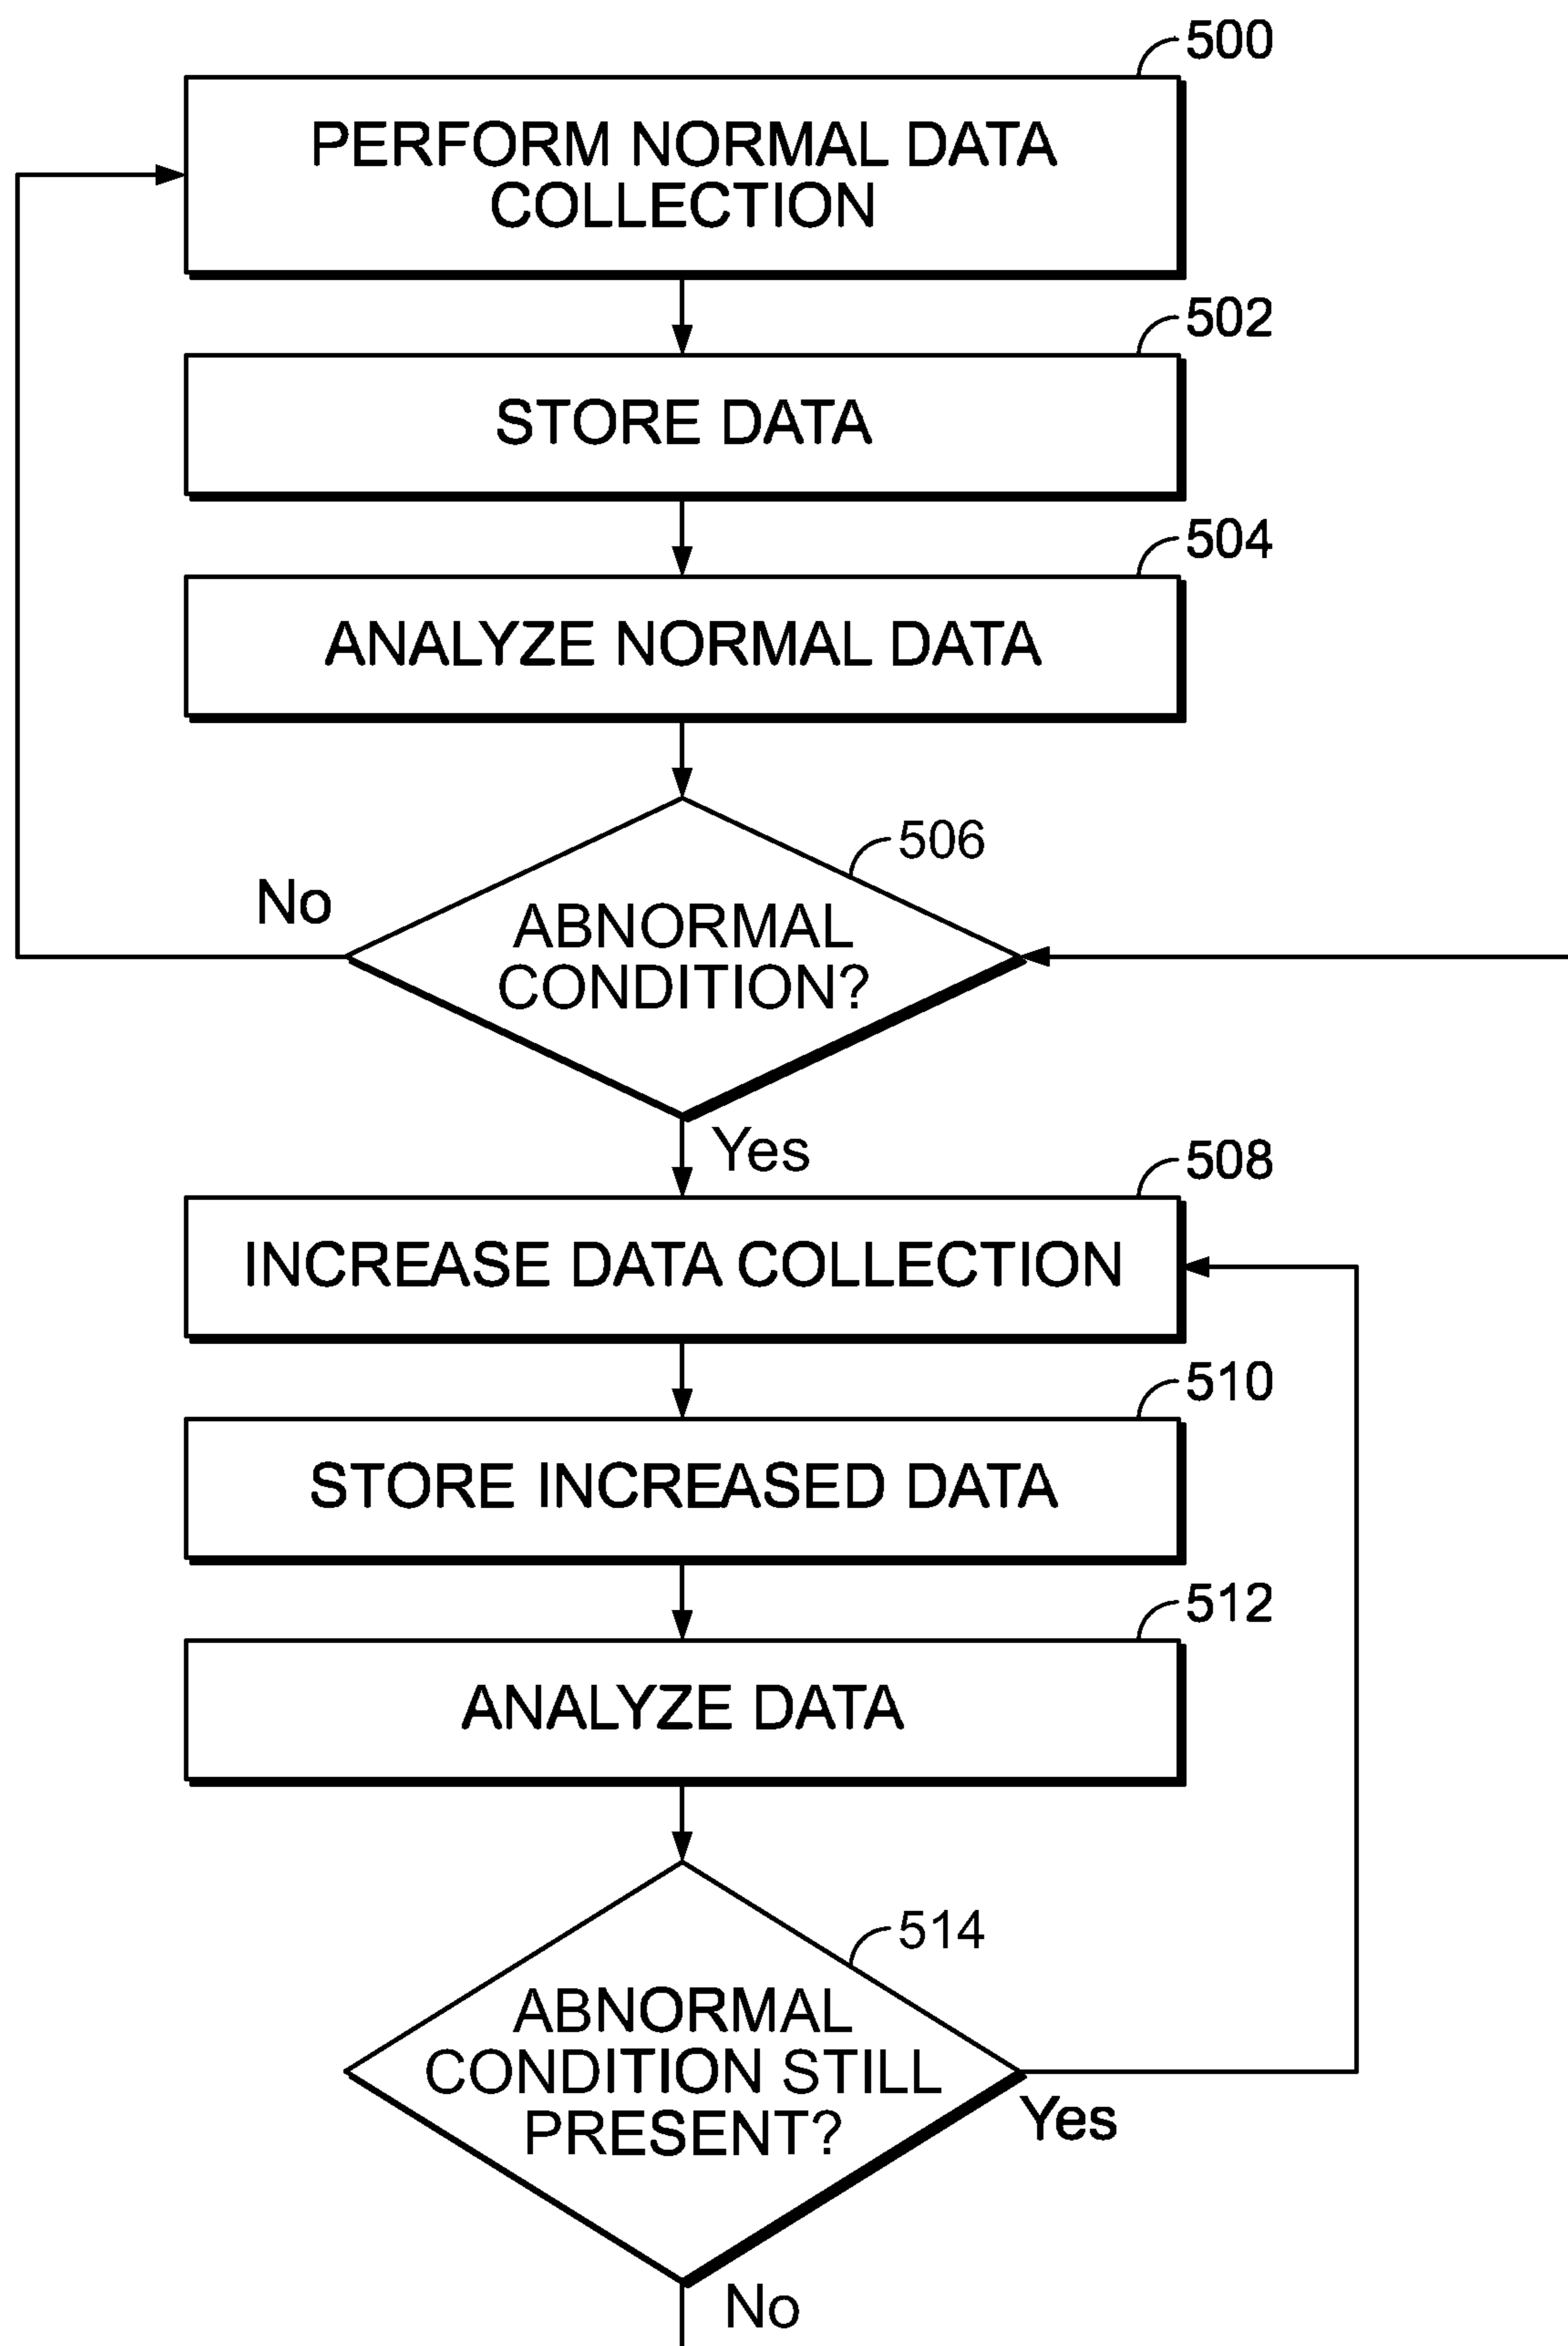 500
PERFORM NORMAL DATA
COLLECTION
502
STORE DATA
504
ANALYZE NORMAL DATA
506
No
ABNORMAL
CONDITION?
Yes
508
INCREASE DATA COLLECTION
510
STORE INCREASED DATA
512
ANALYZE DATA
514
ABNORMAL
CONDITION STILL
PRESENT?
Yes
No